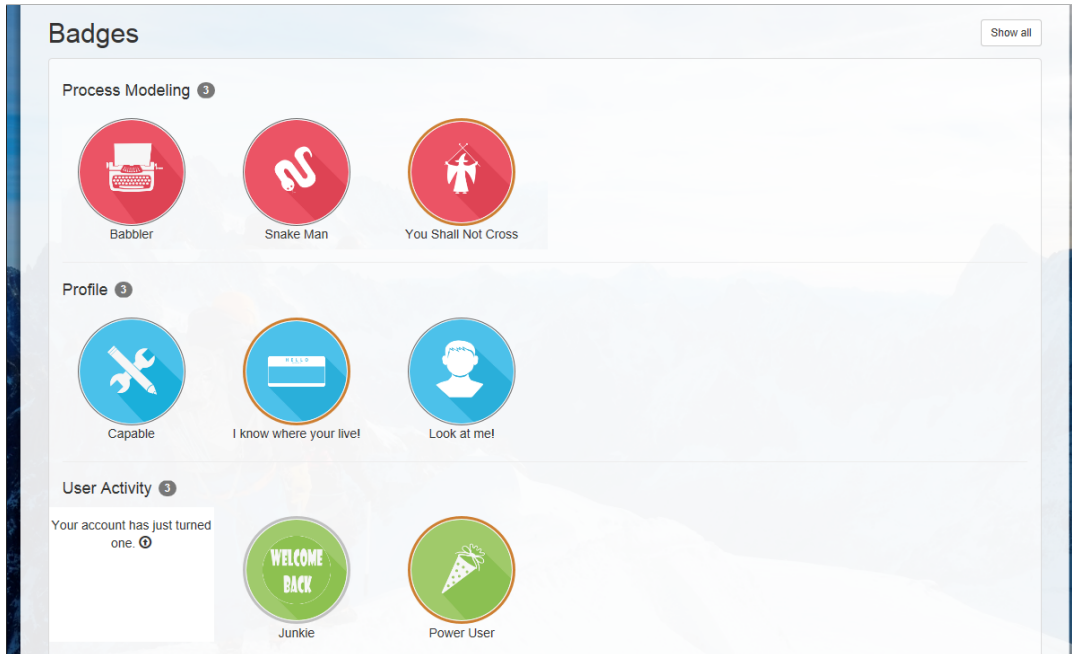 Badges
Show all
Process Modeling 3
Babbler
Snake Man
You Shall Not Cross
Profile 3
HELLO
Capable
I know where your live!
Look at me!
User Activity 3
Your account has just turned
one.
WELCOME
BACK
Junkie
Power User